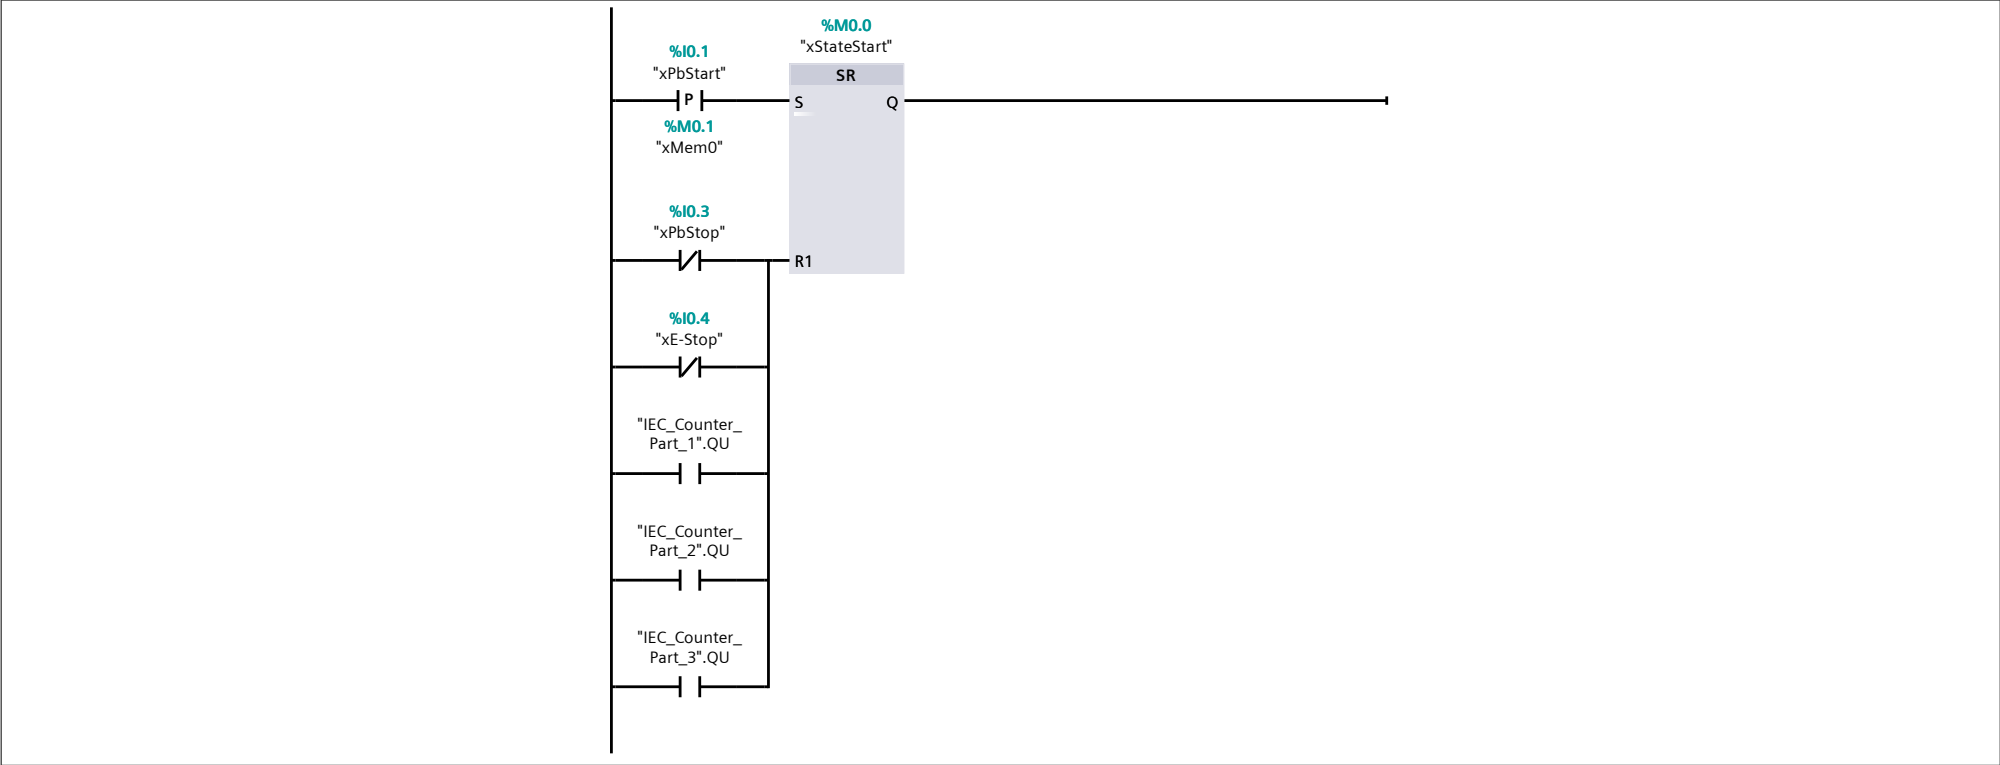 %M0.0
"xStateStart"
%I0.1
"xPbStart"
SR
P
S
Q
%M0.1
"xMem0"
%I0.3
"xPbStop"
R1
%I0.4
"xE-Stop"
"IEC_Counter_
Part_1".QU
"IEC_Counter_
Part_2".QU
"IEC_Counter_
Part_3".QU